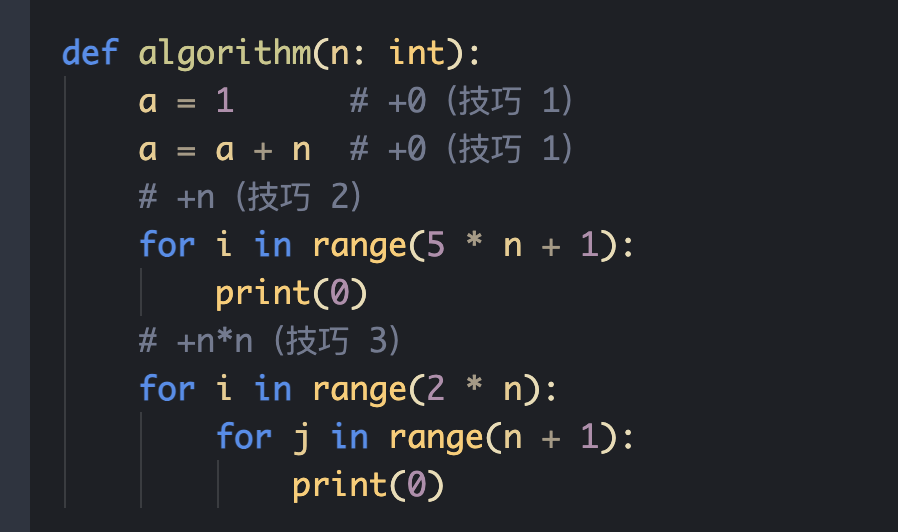 def algorithm(n: int):
    a = 1      # +0（技巧 1）
    a = a + n  # +0（技巧 1）
    # +n（技巧 2）
    for i in range(5 * n + 1):
        print(0)
    # +n*n（技巧 3）
    for i in range(2 * n):
        for j in range(n + 1):
            print(0)